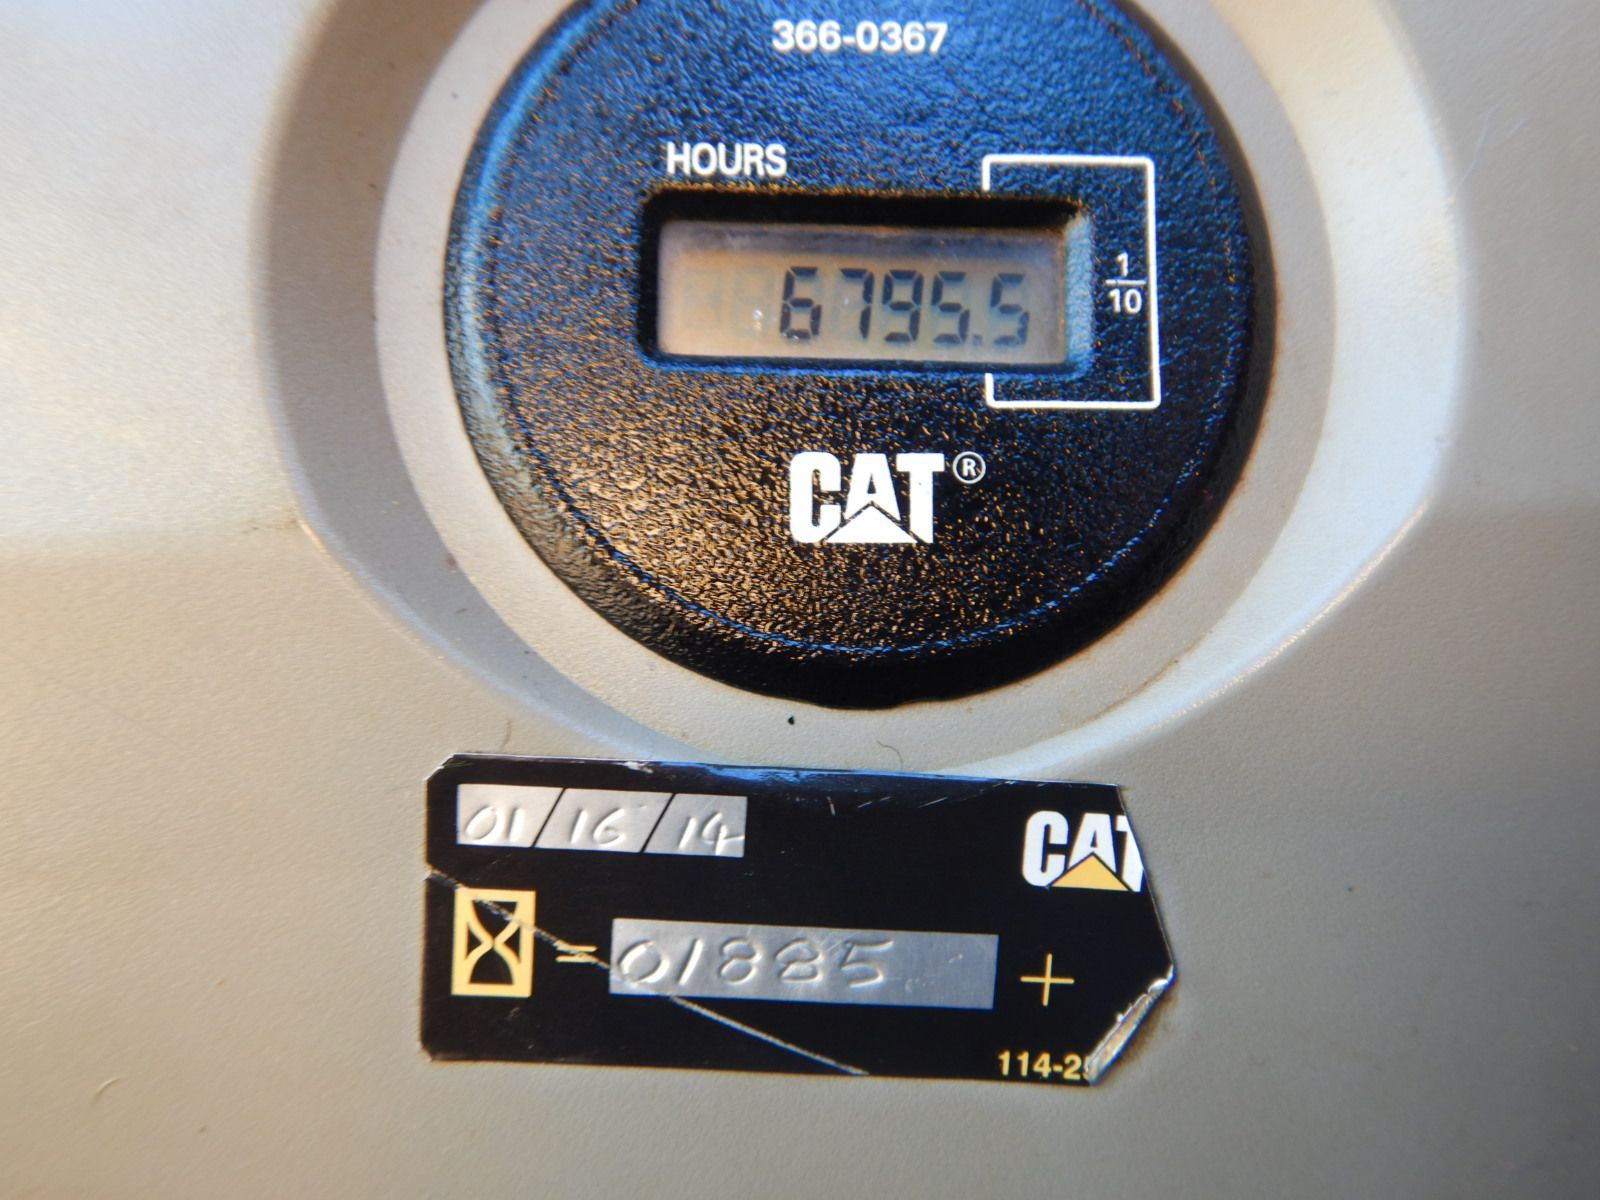 366-0367
HOURS
6795.5
1
10
CAT®
01/16/14
CAT
= 01885 +
114-2